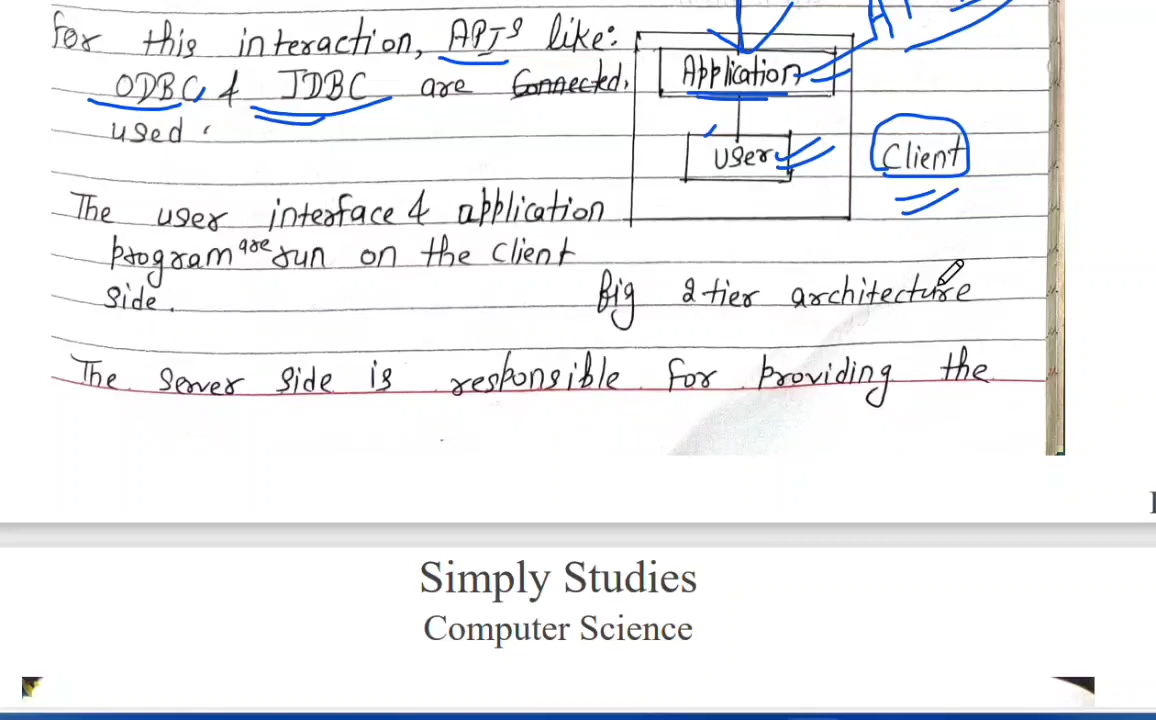 For this interaction, API's like:
ODBC & JDBC are Connected.
used.
Application
user
Client
The user interface & application
program are run on the client
side.
fig 2 tier architecture
The server side is responsible for providing the
Simply Studies
Computer Science